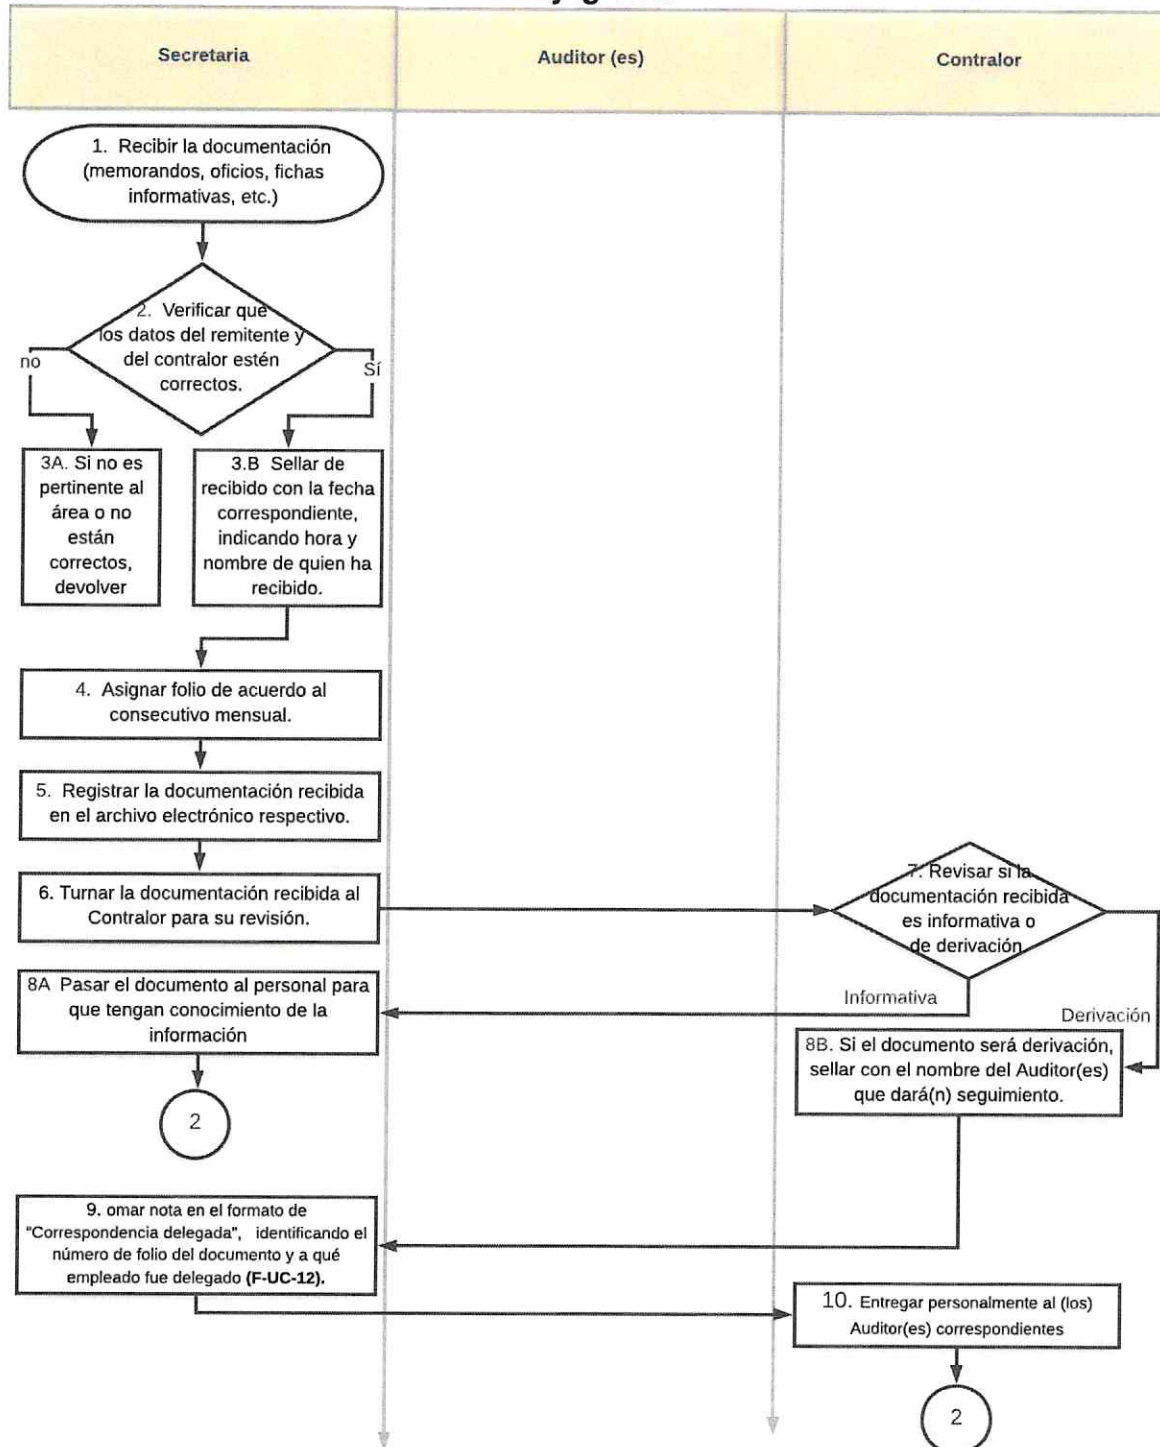 Secretaria
Auditor (es)
Contralor
1. Recibir la documentación
(memorandos, oficios, fichas
informativas, etc.)
2. Verificar que
los datos del remitente y
del contralor estén
correctos.
no
Sí
3A. Si no es
pertinente al
área o no
están
correctos,
devolver
3.B Sellar de
recibido con la fecha
correspondiente,
indicando hora y
nombre de quien ha
recibido.
4. Asignar folio de acuerdo al
consecutivo mensual.
5. Registrar la documentación recibida
en el archivo electrónico respectivo.
6. Turnar la documentación recibida al
Contralor para su revisión.
7. Revisar si la
documentación recibida
es informativa o
de derivación
Informativa
Derivación
8A Pasar el documento al personal para
que tengan conocimiento de la
información
2
8B. Si el documento será derivación,
sellar con el nombre del Auditor(es)
que dará(n) seguimiento.
9. omar nota en el formato de
"Correspondencia delegada", identificando el
número de folio del documento y a qué
empleado fue delegado (F-UC-12).
10. Entregar personalmente al (los)
Auditor(es) correspondientes
2